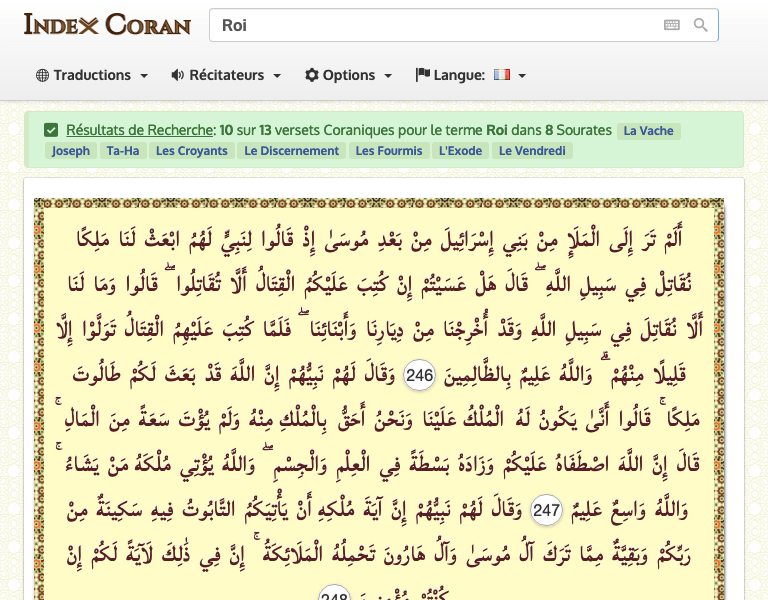 INDEX CORAN
Roi
Traductions
Récitateurs
Options
Langue:
Résultats de Recherche: 10 sur 13 versets Coraniques pour le terme Roi dans 8 Sourates La Vache
Joseph Ta-Ha Les Croyants Le Discernement Les Fourmis L'Exode Le Vendredi
أَلَمْ تَرَ إِلَى الْمَلَإِ مِنْ بَنِي إِسْرَائِيلَ مِنْ بَعْدِ مُوسَىٰ إِذْ قَالُوا لِنَبِيٍّ لَهُمُ ابْعَثْ لَنَا مَلِكًا
نُقَاتِلْ فِي سَبِيلِ اللَّهِ ۖ قَالَ هَلْ عَسَيْتُمْ إِنْ كُتِبَ عَلَيْكُمُ الْقِتَالُ أَلَّا تُقَاتِلُوا ۖ قَالُوا وَمَا لَنَا
أَلَّا نُقَاتِلَ فِي سَبِيلِ اللَّهِ وَقَدْ أُخْرِجْنَا مِنْ دِيَارِنَا وَأَبْنَائِنَا ۖ فَلَمَّا كُتِبَ عَلَيْهِمُ الْقِتَالُ تَوَلَّوْا إِلَّا
قَلِيلًا مِنْهُمْ ۗ وَاللَّهُ عَلِيمٌ بِالظَّالِمِينَ 246 وَقَالَ لَهُمْ نَبِيُّهُمْ إِنَّ اللَّهَ قَدْ بَعَثَ لَكُمْ طَالُوتَ
مَلِكًا ۚ قَالُوا أَنَّىٰ يَكُونُ لَهُ الْمُلْكُ عَلَيْنَا وَنَحْنُ أَحَقُّ بِالْمُلْكِ مِنْهُ وَلَمْ يُؤْتَ سَعَةً مِنَ الْمَالِ ۚ
قَالَ إِنَّ اللَّهَ اصْطَفَاهُ عَلَيْكُمْ وَزَادَهُ بَسْطَةً فِي الْعِلْمِ وَالْجِسْمِ ۖ وَاللَّهُ يُؤْتِي مُلْكَهُ مَنْ يَشَاءُ ۚ
وَاللَّهُ وَاسِعٌ عَلِيمٌ 247 وَقَالَ لَهُمْ نَبِيُّهُمْ إِنَّ آيَةَ مُلْكِهِ أَنْ يَأْتِيَكُمُ التَّابُوتُ فِيهِ سَكِينَةٌ مِنْ
رَبِّكُمْ وَبَقِيَّةٌ مِمَّا تَرَكَ آلُ مُوسَىٰ وَآلُ هَارُونَ تَحْمِلُهُ الْمَلَائِكَةُ ۚ إِنَّ فِي ذَٰلِكَ لَآيَةً لَكُمْ إِنْ
كُنْتُمْ مُؤْمِنِينَ 248